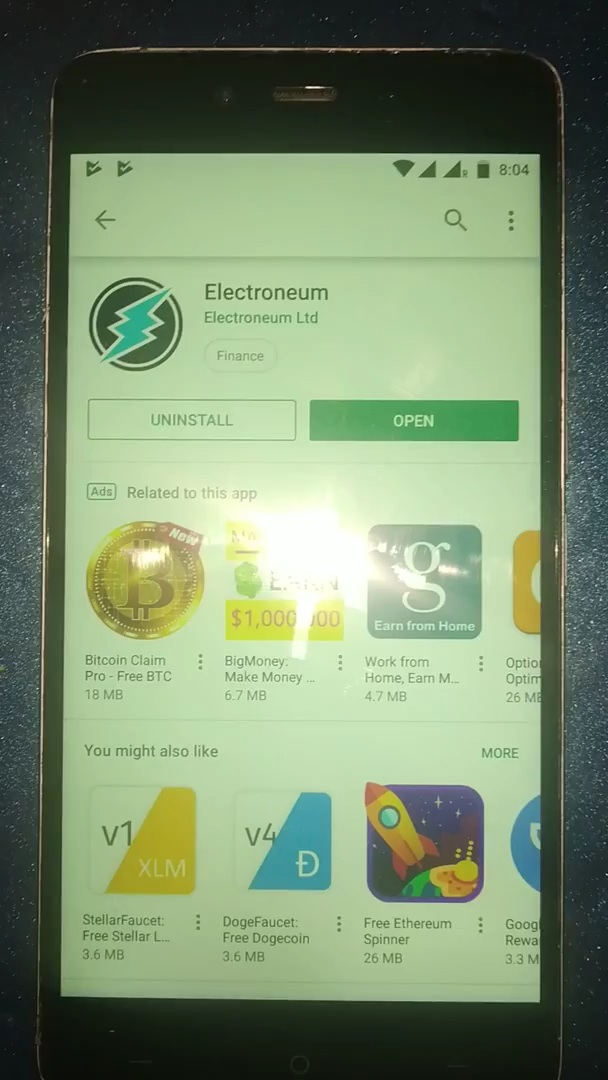 8:04
Electroneum
Electroneum Ltd
Finance
UNINSTALL
OPEN
Ads Related to this app
New
EARN
$1,000,000
g
Earn from Home
Bitcoin Claim
Pro - Free BTC
18 MB
BigMoney:
Make Money ...
6.7 MB
Work from
Home, Earn M...
4.7 MB
26 MB
You might also like
MORE
v1
XLM
v4
Ð
StellarFaucet:
Free Stellar L...
3.6 MB
DogeFaucet:
Free Dogecoin
3.6 MB
Free Ethereum
Spinner
26 MB